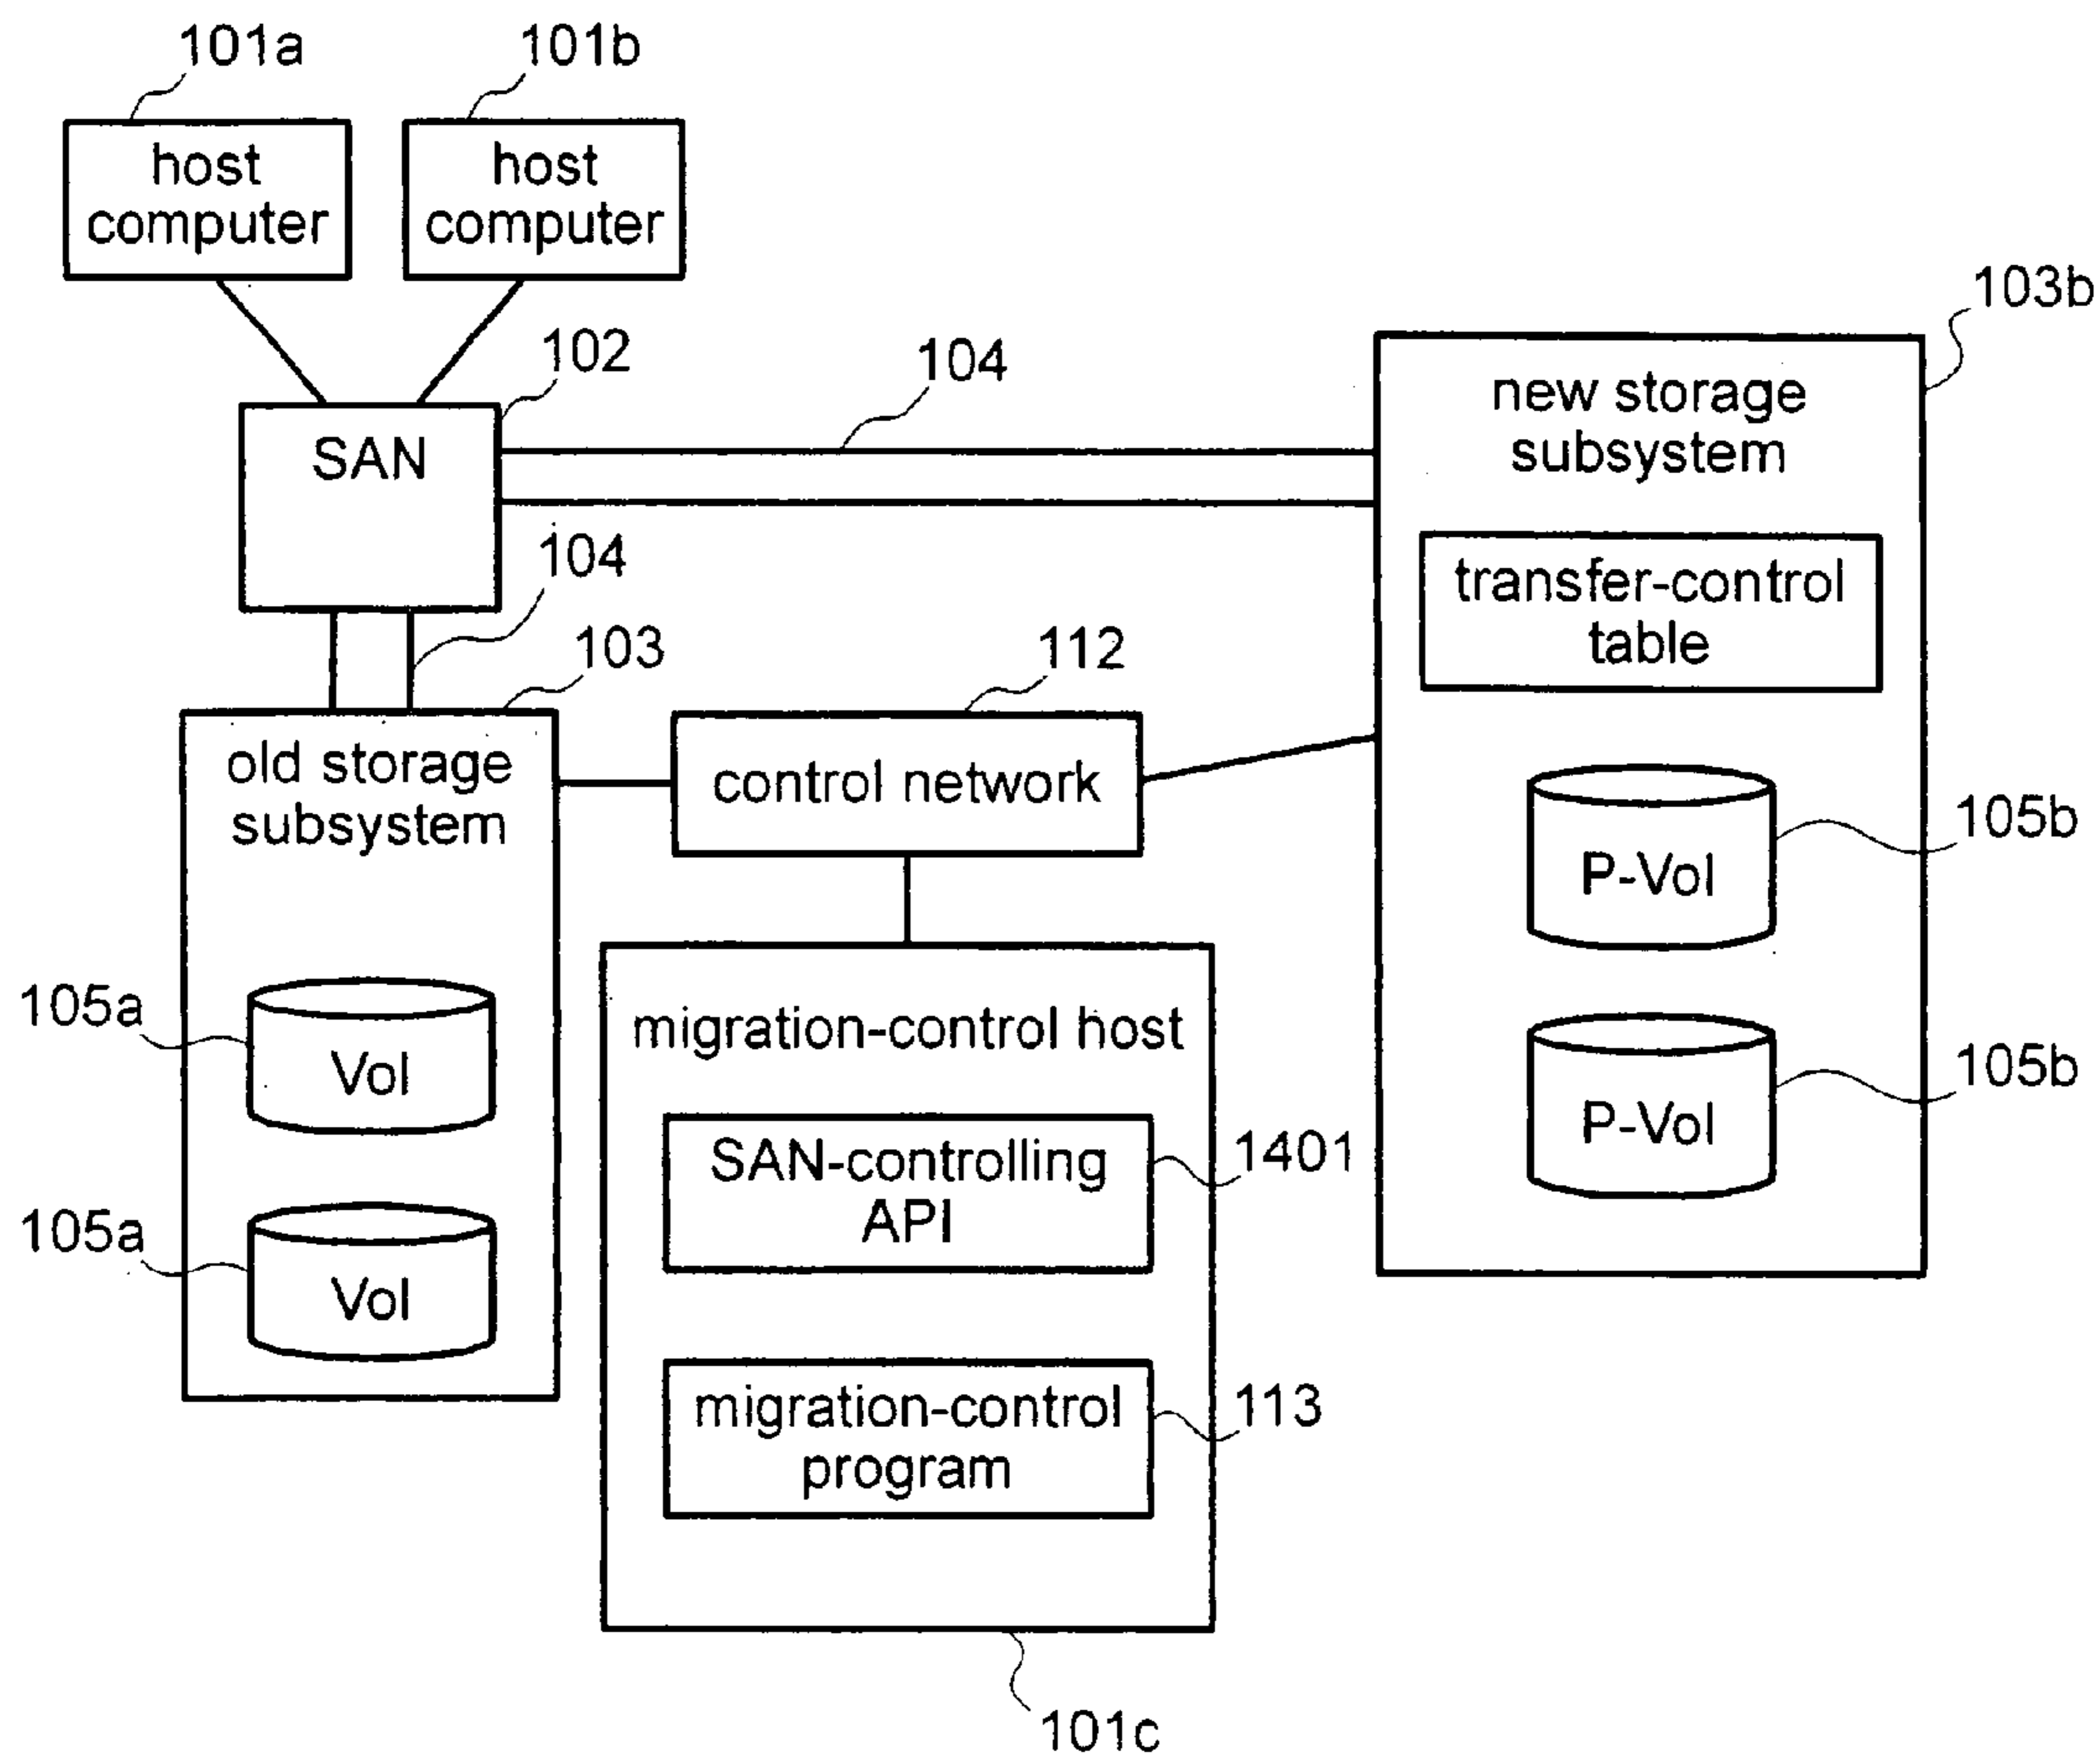 101a
101b
host
computer
host
computer
102
104
103b
SAN
new storage
subsystem
104
transfer-control
table
103
112
old storage
subsystem
control network
105b
P-Vol
105a
Vol
migration-control host
105b
P-Vol
SAN-controlling
API
1401
105a
Vol
migration-control
program
113
101c